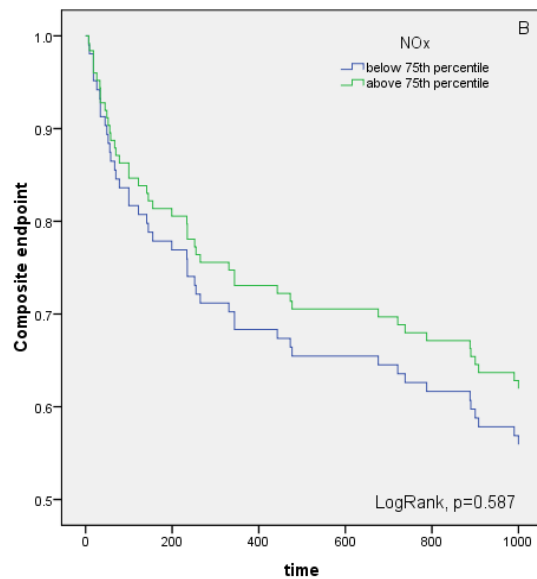 B
NOx
below 75th percentile
above 75th percentile
1.0
0.9
0.8
0.7
0.6
0.5
Composite endpoint
LogRank, p=0.587
0
200
400
600
800
1000
time